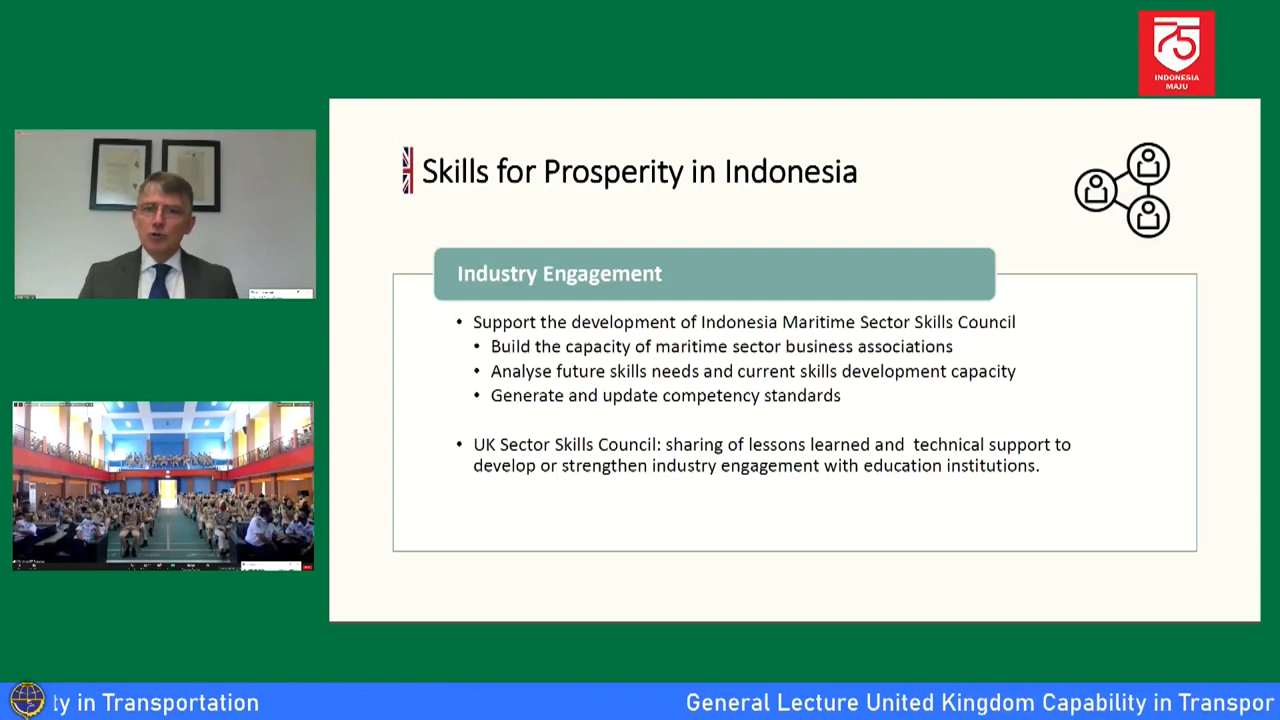 75
INDONESIA
MAJU
Skills for Prosperity in Indonesia
Industry Engagement
• Support the development of Indonesia Maritime Sector Skills Council
• Build the capacity of maritime sector business associations
• Analyse future skills needs and current skills development capacity
• Generate and update competency standards
• UK Sector Skills Council: sharing of lessons learned and technical support to
develop or strengthen industry engagement with education institutions.
ty in Transportation
General Lecture United Kingdom Capability in Transpor